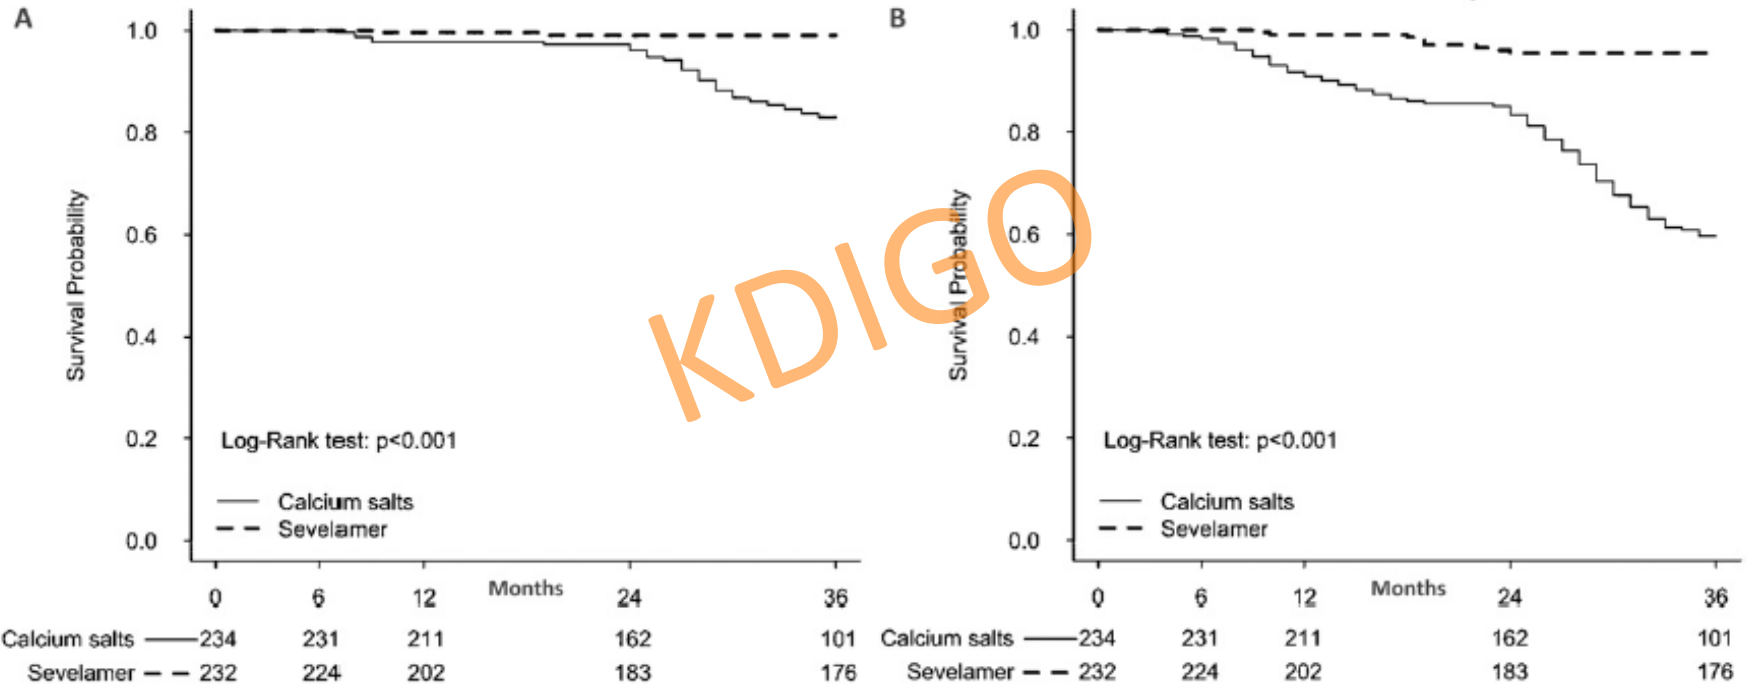 A
1.0
0.8
0.6
0.4
0.2
0.0
Survival Probability
Log-Rank test: p<0.001
Calcium salts
Sevelamer
0 6 12 24 36
Months
Calcium salts 234 231 211 162 101
Sevelamer 232 224 202 183 176
B
1.0
0.8
0.6
0.4
0.2
0.0
Survival Probability
Log-Rank test: p<0.001
Calcium salts
Sevelamer
0 6 12 24 36
Months
Calcium salts 234 231 211 162 101
Sevelamer 232 224 202 183 176
KDIGO